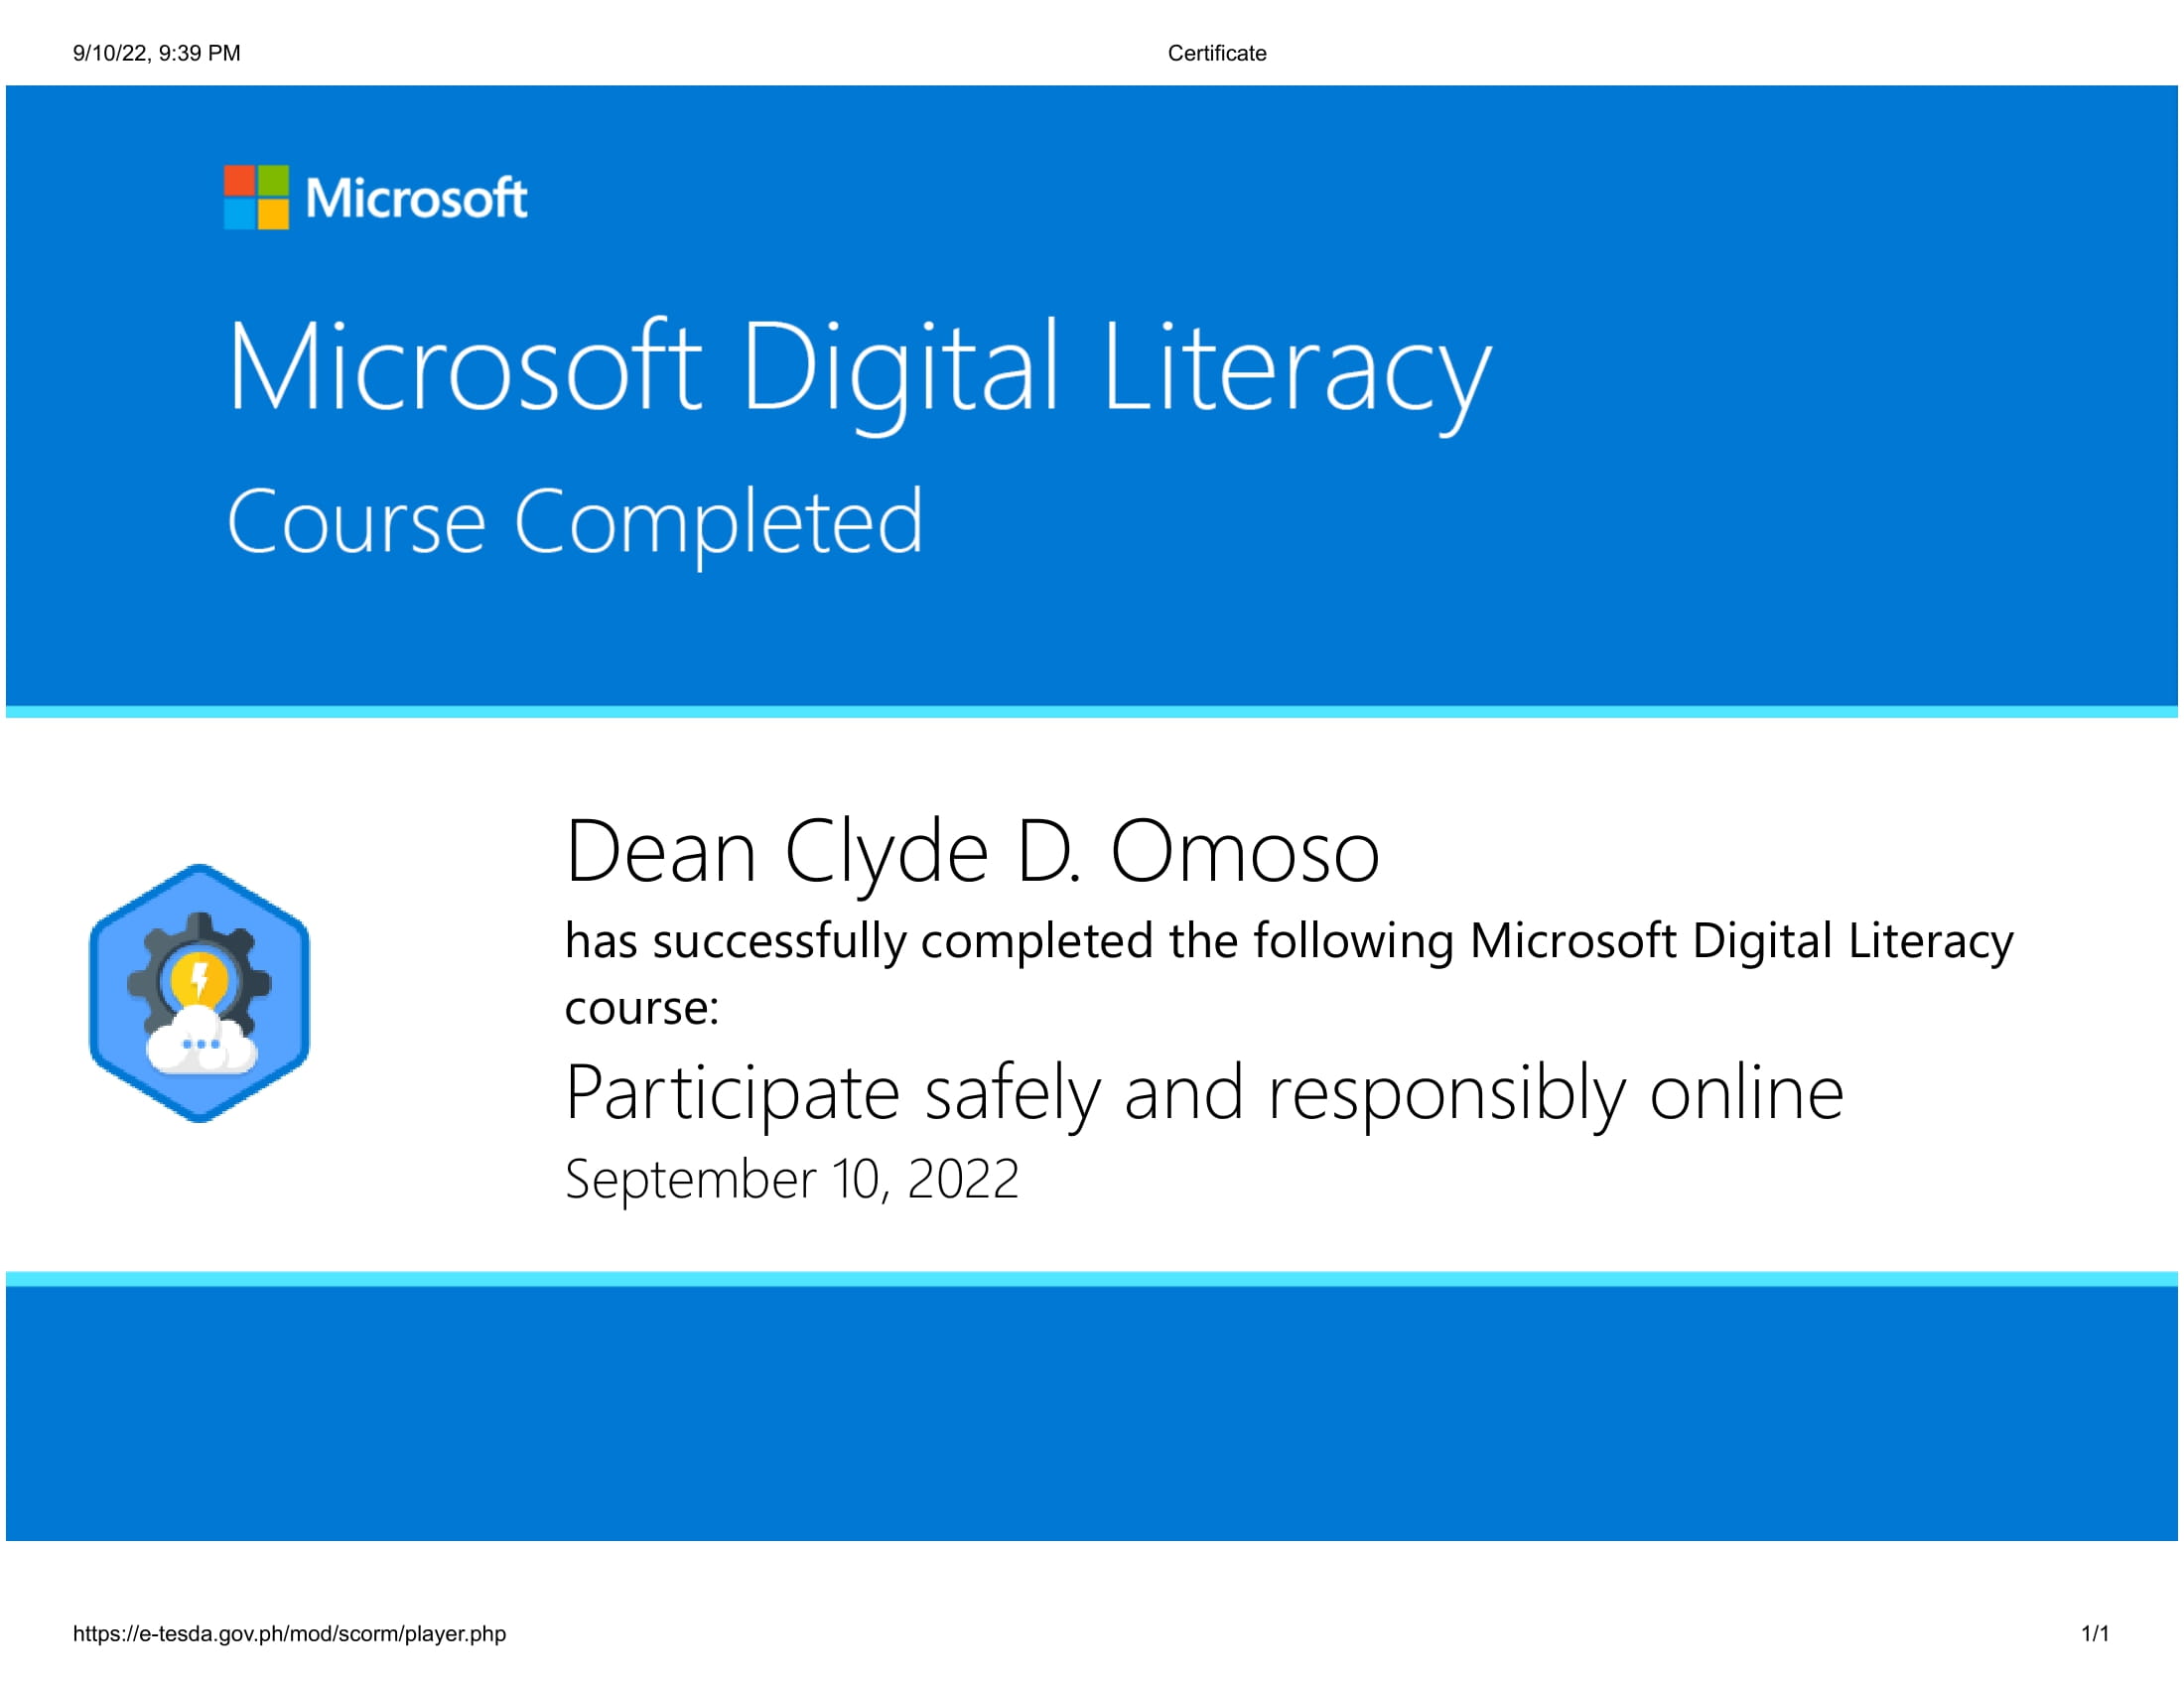 9/10/22, 9:39 PM
Certificate
Microsoft
Microsoft Digital Literacy
Course Completed
Dean Clyde D. Omoso
has successfully completed the following Microsoft Digital Literacy
course:
Participate safely and responsibly online
September 10, 2022
https://e-tesda.gov.ph/mod/scorm/player.php
1/1